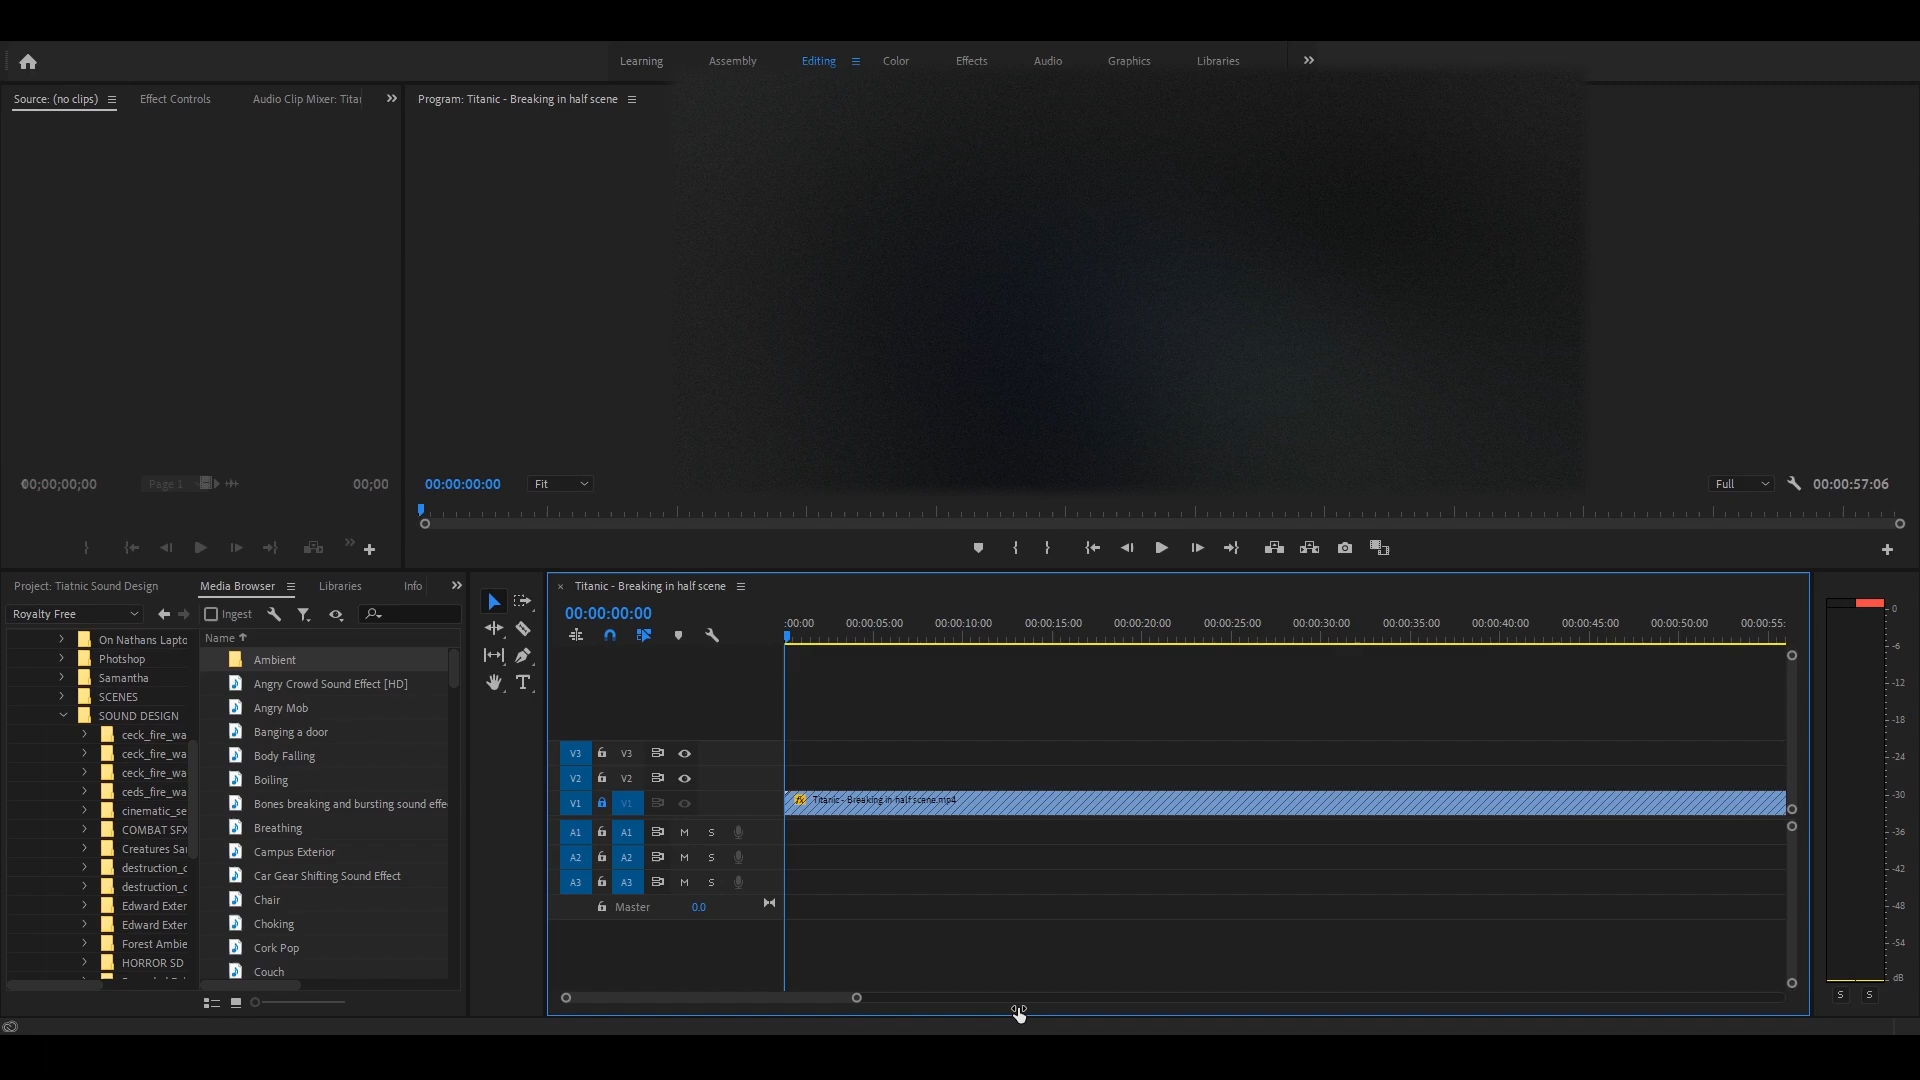 Learning Assembly Editing Color Effects Audio Graphics Libraries
Source: (no clips) Effect Controls Audio Clip Mixer: Titai
Program: Titanic - Breaking in half scene
00;00;00;00 Page 1 00;00
00:00:00:00 Fit Full 00:00:57:06
Project: Tiatnic Sound Design Media Browser Libraries Info
Royalty Free Ingest
On Nathans Lapto
Photshop
Samantha
SCENES
SOUND DESIGN
ceck_fire_wa
ceck_fire_wa
ceck_fire_wa
ceds_fire_wa
cinematic_se
COMBAT SFX
Creatures Sau
destruction_c
destruction_c
Edward Exter
Edward Exter
Forest Ambie
HORROR SD
Name
Ambient
Angry Crowd Sound Effect [HD]
Angry Mob
Banging a door
Body Falling
Boiling
Bones breaking and bursting sound effe
Breathing
Campus Exterior
Car Gear Shifting Sound Effect
Chair
Choking
Cork Pop
Couch
T
Titanic - Breaking in half scene
00:00:00:00
:00:00 00:00:05:00 00:00:10:00 00:00:15:00 00:00:20:00 00:00:25:00 00:00:30:00 00:00:35:00 00:00:40:00 00:00:45:00 00:00:50:00 00:00:55:
V3 V3
V2 V2
V1 V1 fx Titanic - Breaking in half scene.mp4
A1 A1 M S
A2 A2 M S
A3 A3 M S
Master 0.0
0
-6
-12
-18
-24
-30
-36
-42
-48
-54
dB
S S